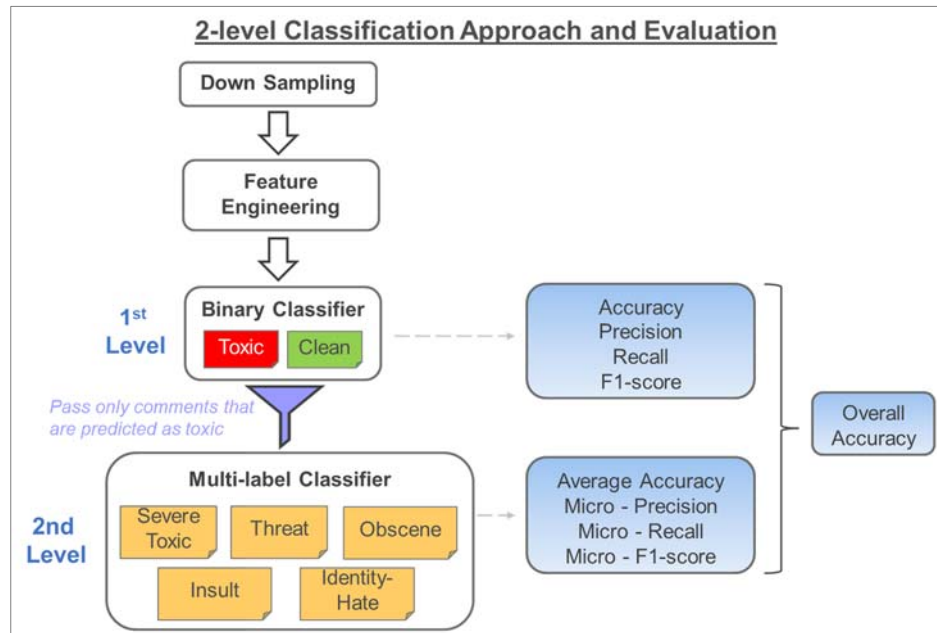 2-level Classification Approach and Evaluation
Down Sampling
Feature
Engineering
1st
Level
Binary Classifier
Toxic
Clean
Accuracy
Precision
Recall
F1-score
Pass only comments that
are predicted as toxic
Overall
Accuracy
2nd
Level
Multi-label Classifier
Severe
Toxic
Threat
Obscene
Insult
Identity-
Hate
Average Accuracy
Micro - Precision
Micro - Recall
Micro - F1-score